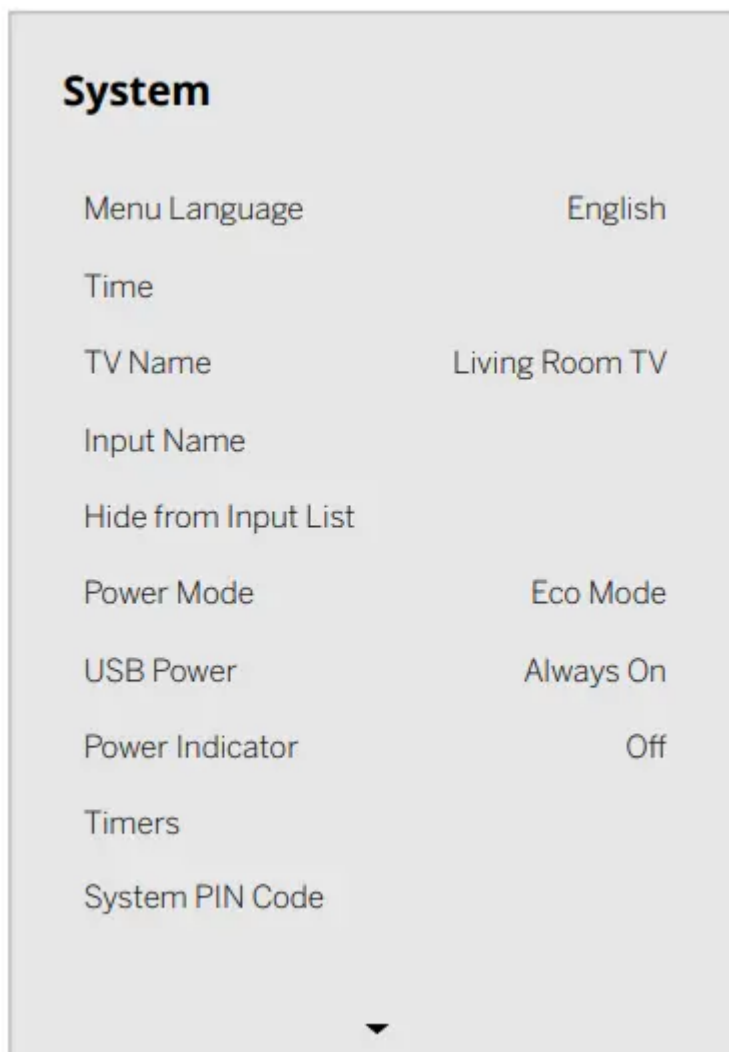 System
Menu Language English
Time
TV Name Living Room TV
Input Name
Hide from Input List
Power Mode Eco Mode
USB Power Always On
Power Indicator Off
Timers
System PIN Code